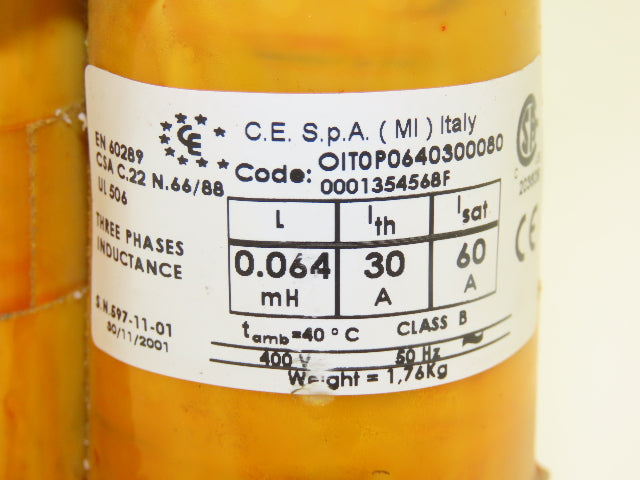 EN 60289
CSA C.22 N.66/88
UL 506
THREE PHASES
INDUCTANCE
S.N.597-11-01
30/11/2001
CE
C.E. S.p.A. ( MI ) Italy
Code: OIT0P0640300080
0001354568F
L Ith Isat
0.064 30 60
mH A A
tamb=40 ° C CLASS B
400 V 50 Hz ~
Weight = 1,76Kg
C
CE